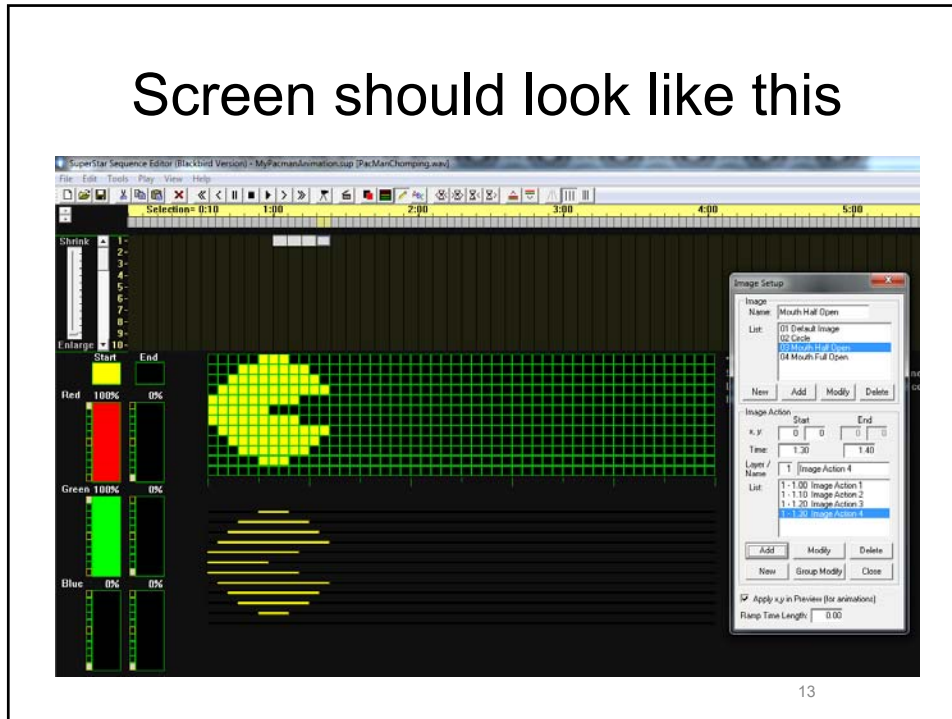 Screen should look like this
SuperStar Sequence Editor (Blackbird Version) - MyPacmanAnimation.sup [PacManChomping.wav]
File Edit Tools Play View Help
Selection= 0:10 1:00 2:00 3:00 4:00 5:00
Shrink
1-
2-
3-
4-
5-
6-
7-
8-
9-
Enlarge 10-
Start End
Red 100% 0%
Green 100% 0%
Blue 0% 0%
Image Setup
Image
Name: Mouth Half Open
List: 01 Default Image
02 Circle
03 Mouth Half Open
04 Mouth Full Open
New Add Modify Delete
Image Action
Start End
x, y: 0 0 0 0
Time: 1.30 1.40
Layer / Name 1 Image Action 4
List: 1 - 1.00 Image Action 1
1 - 1.10 Image Action 2
1 - 1.20 Image Action 3
1 - 1.30 Image Action 4
Add Modify Delete
New Group Modify Close
Apply x,y in Preview (for animations)
Ramp Time Length: 0.00
13